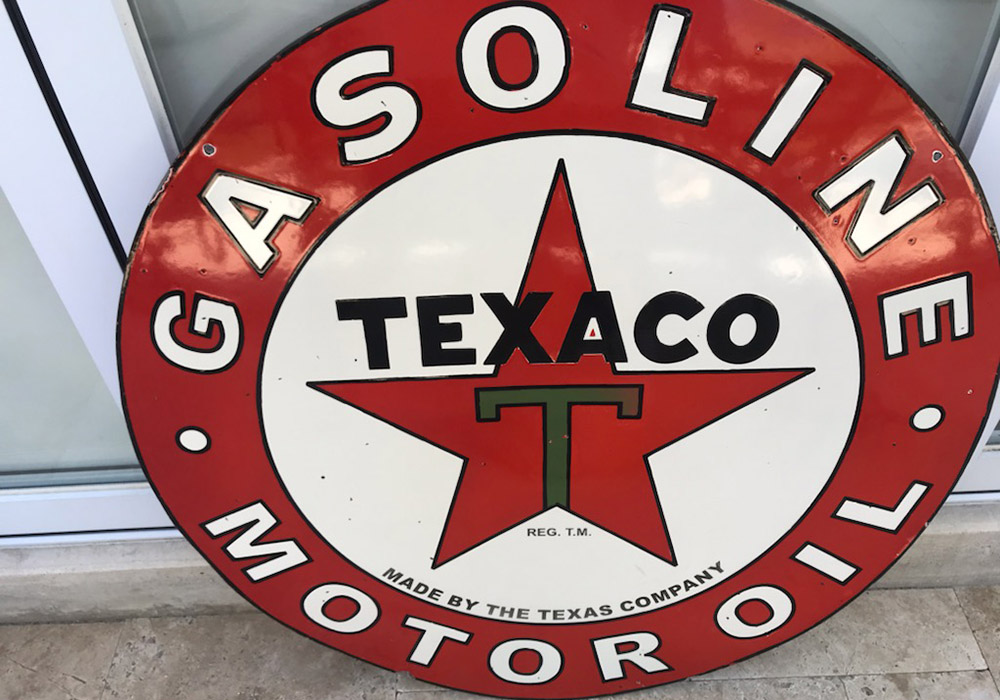 GASOLINE
TEXACO
T
REG. T.M.
MADE BY THE TEXAS COMPANY
• MOTOR OIL •